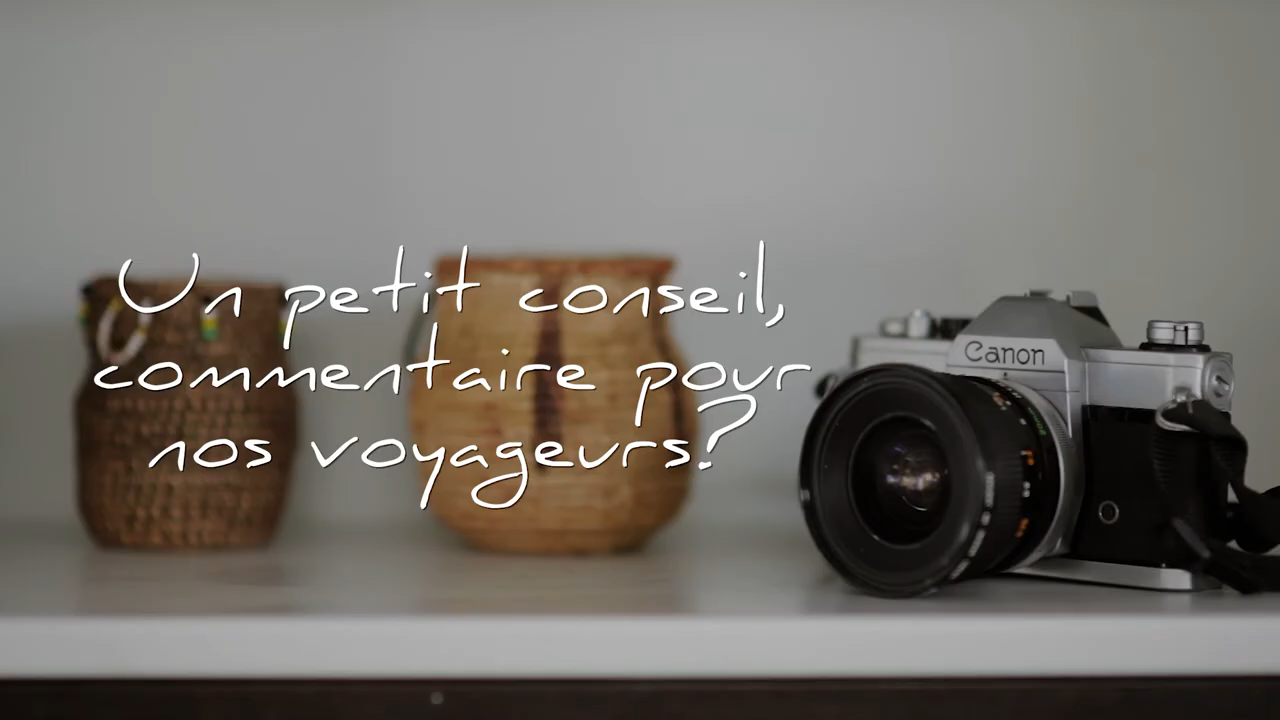 Un petit conseil,
commentaire pour
nos voyageurs?
Canon